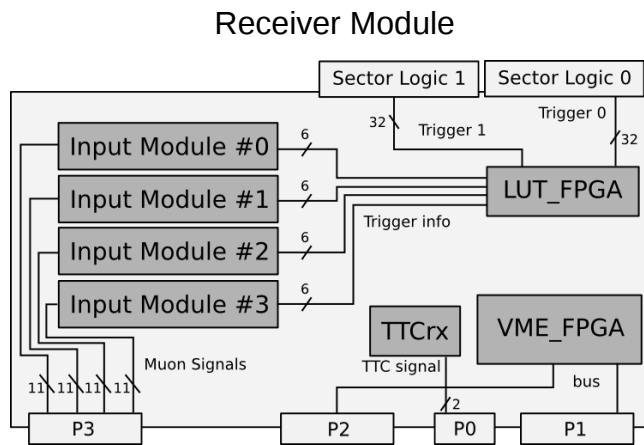 Receiver Module
Sector Logic 1
Sector Logic 0
32
Trigger 1
Trigger 0
32
Input Module #0
6
Input Module #1
6
LUT_FPGA
Input Module #2
6
Trigger info
Input Module #3
6
TTCrx
VME_FPGA
Muon Signals
TTC signal
bus
11
11
11
11
2
P3
P2
P0
P1